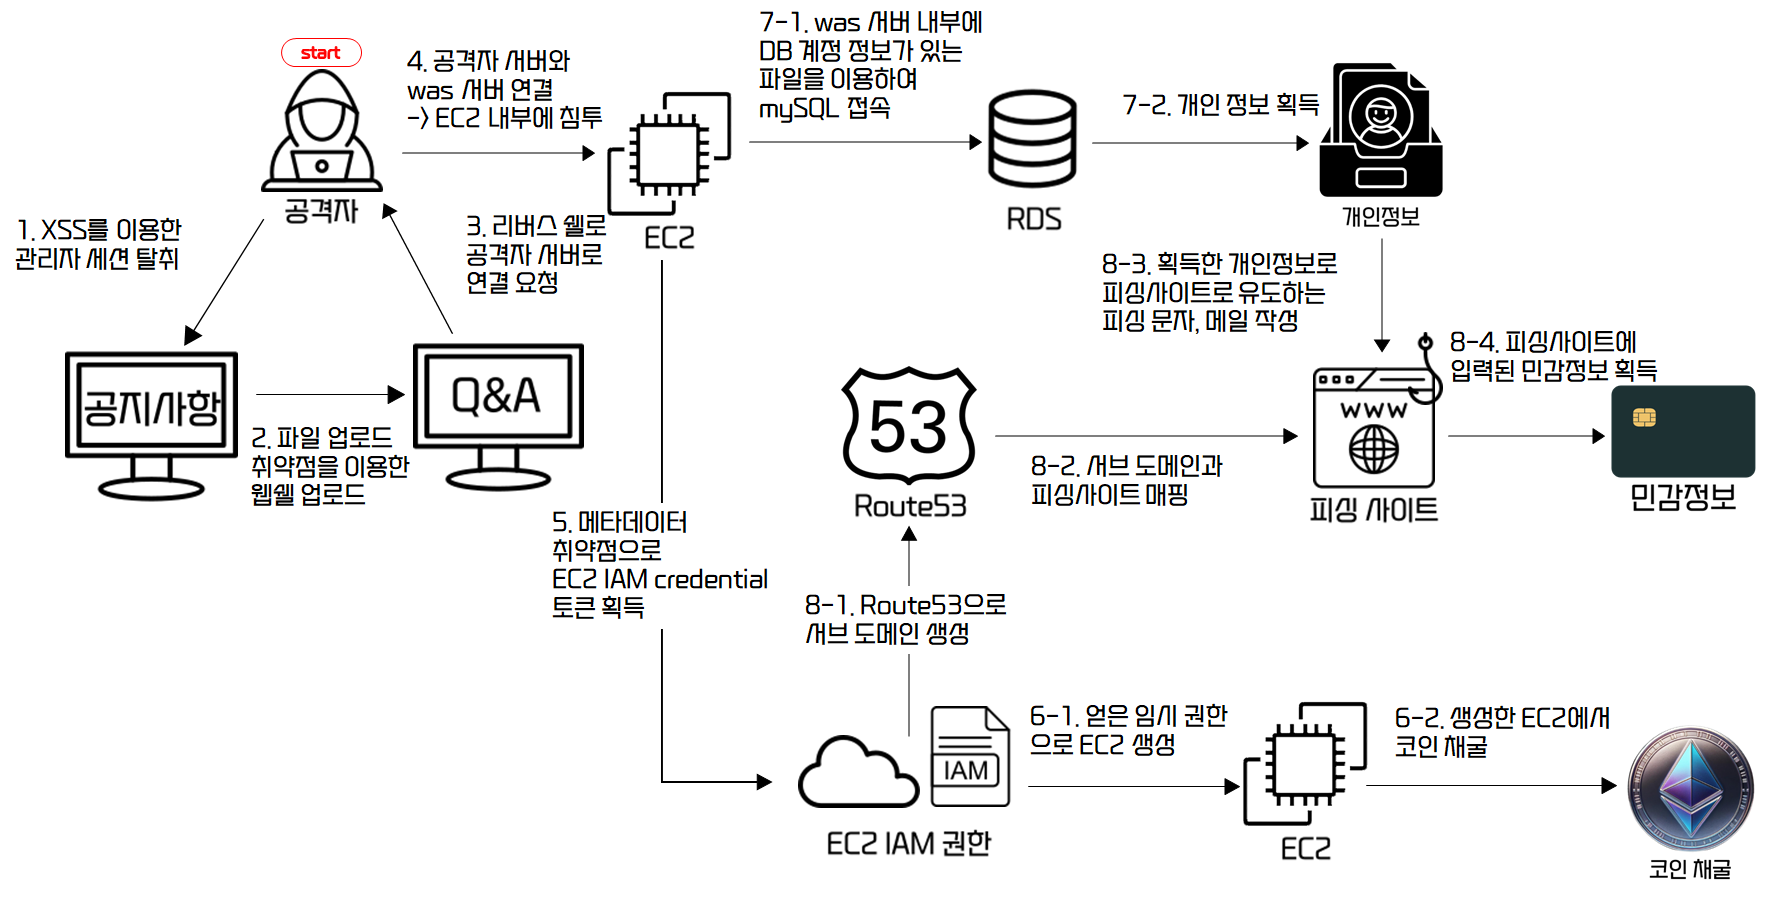 start
공격자
1. XSS를 이용한
관리자 세션 탈취
공지사항
2. 파일 업로드
취약점을 이용한
웹쉘 업로드
Q&A
3. 리버스 쉘로
공격자 서버로
연결 요청
4. 공격자 서버와
was 서버 연결
-> EC2 내부에 침투
EC2
5. 메타데이터
취약점으로
EC2 IAM credential
토큰 획득
IAM
EC2 IAM 권한
6-1. 얻은 임시 권한
으로 EC2 생성
EC2
6-2. 생성한 EC2에서
코인 채굴
코인 채굴
7-1. was 서버 내부에
DB 계정 정보가 있는
파일을 이용하여
mySQL 접속
RDS
7-2. 개인 정보 획득
개인정보
8-1. Route53으로
서브 도메인 생성
53
Route53
8-2. 서브 도메인과
피싱사이트 매핑
8-3. 획득한 개인정보로
피싱사이트로 유도하는
피싱 문자, 메일 작성
WWW
피싱 사이트
8-4. 피싱사이트에
입력된 민감정보 획득
민감정보